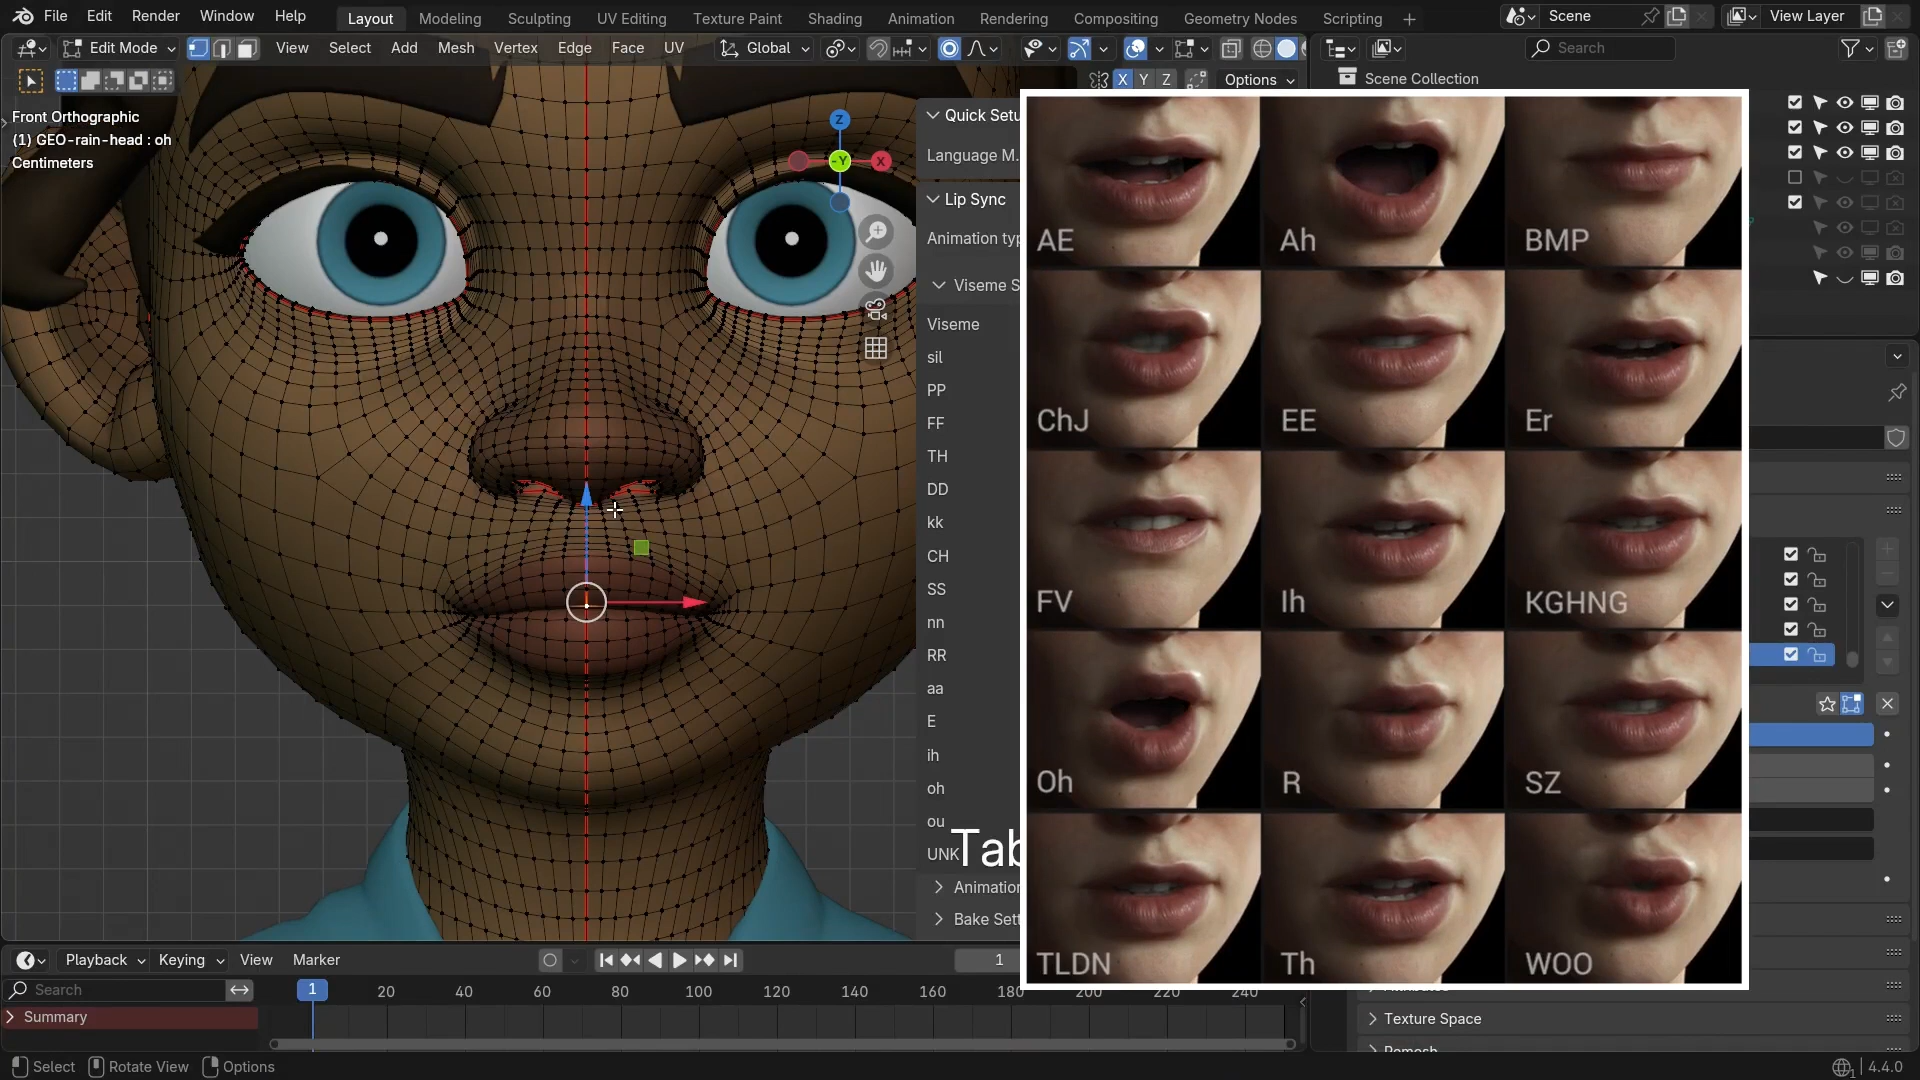 File Edit Render Window Help Layout Modeling Sculpting UV Editing Texture Paint Shading Animation Rendering Compositing Geometry Nodes Scripting Scene View Layer
Edit Mode View Select Add Mesh Vertex Edge Face UV Global Search
X Y Z Options Scene Collection
Front Orthographic
(1) GEO-rain-head : oh
Centimeters
Z
-Y X
Quick Setu
Language M.
Lip Sync
Animation typ
Viseme S
Viseme
sil
PP
FF
TH
DD
kk
CH
SS
nn
RR
aa
E
ih
oh
ou
UNK
Tab
Animation
Bake Sett
AE Ah BMP
ChJ EE Er
FV Ih KGHNG
Oh R SZ
TLDN Th WOO
Playback Keying View Marker 1
Search 1 20 40 60 80 100 120 140 160 180 200 220 240
Summary
Texture Space
Remesh
Select Rotate View Options 4.4.0